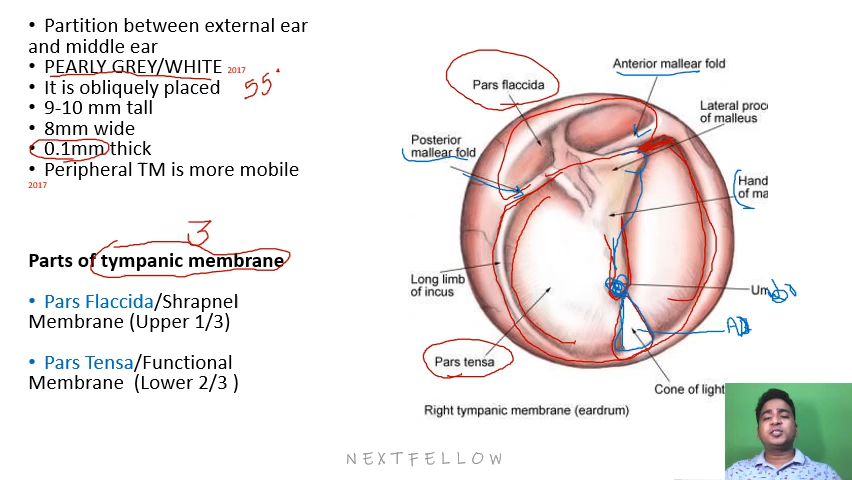 • Partition between external ear
and middle ear
• PEARLY GREY/WHITE 2017
• It is obliquely placed 55°
• 9-10 mm tall
• 8mm wide
• 0.1mm thick
• Peripheral TM is more mobile
2017
3
Parts of tympanic membrane
• Pars Flaccida/Shrapnel
Membrane (Upper 1/3)
• Pars Tensa/Functional
Membrane (Lower 2/3 )
Anterior mallear fold
Pars flaccida
Lateral proc
of malleus
Posterior
mallear fold
Hand
of ma
Long limb
of incus
Umbo
Pars tensa
Cone of light
Right tympanic membrane (eardrum)
NEXTFELLOW